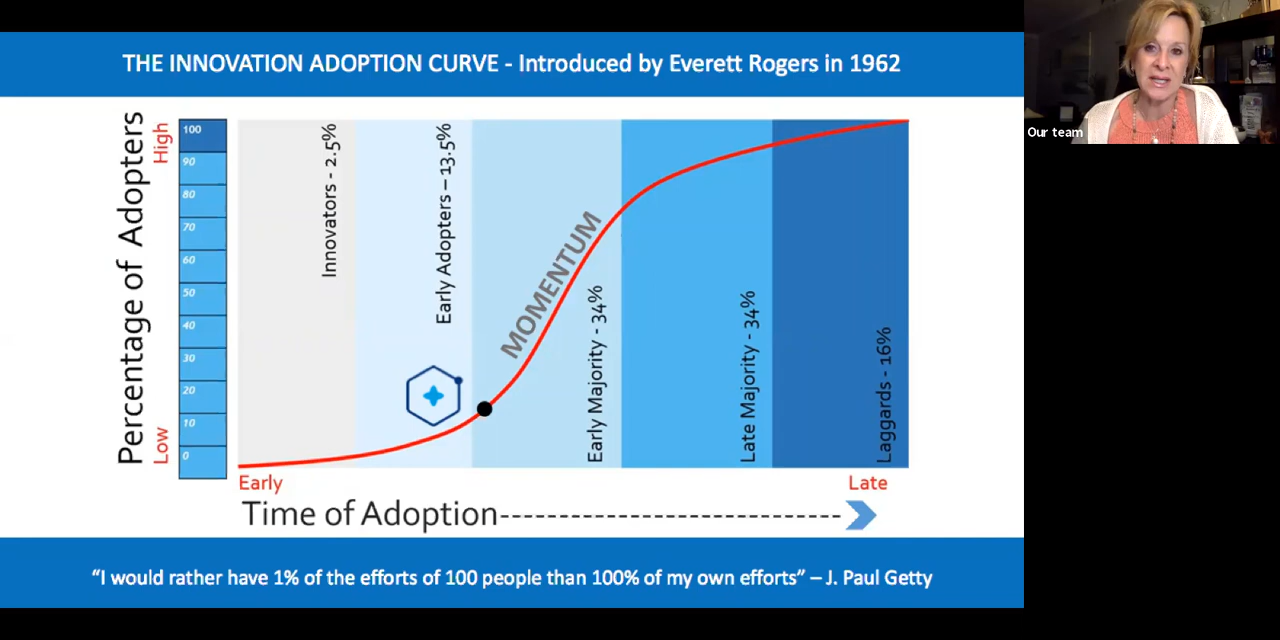 THE INNOVATION ADOPTION CURVE - Introduced by Everett Rogers in 1962
Our team
Percentage of Adopters
High
Low
100
90
80
70
60
50
40
30
20
10
0
Innovators - 2.5%
Early Adopters – 13.5%
MOMENTUM
Early Majority - 34%
Late Majority - 34%
Laggards - 16%
Early
Late
Time of Adoption
“I would rather have 1% of the efforts of 100 people than 100% of my own efforts” – J. Paul Getty